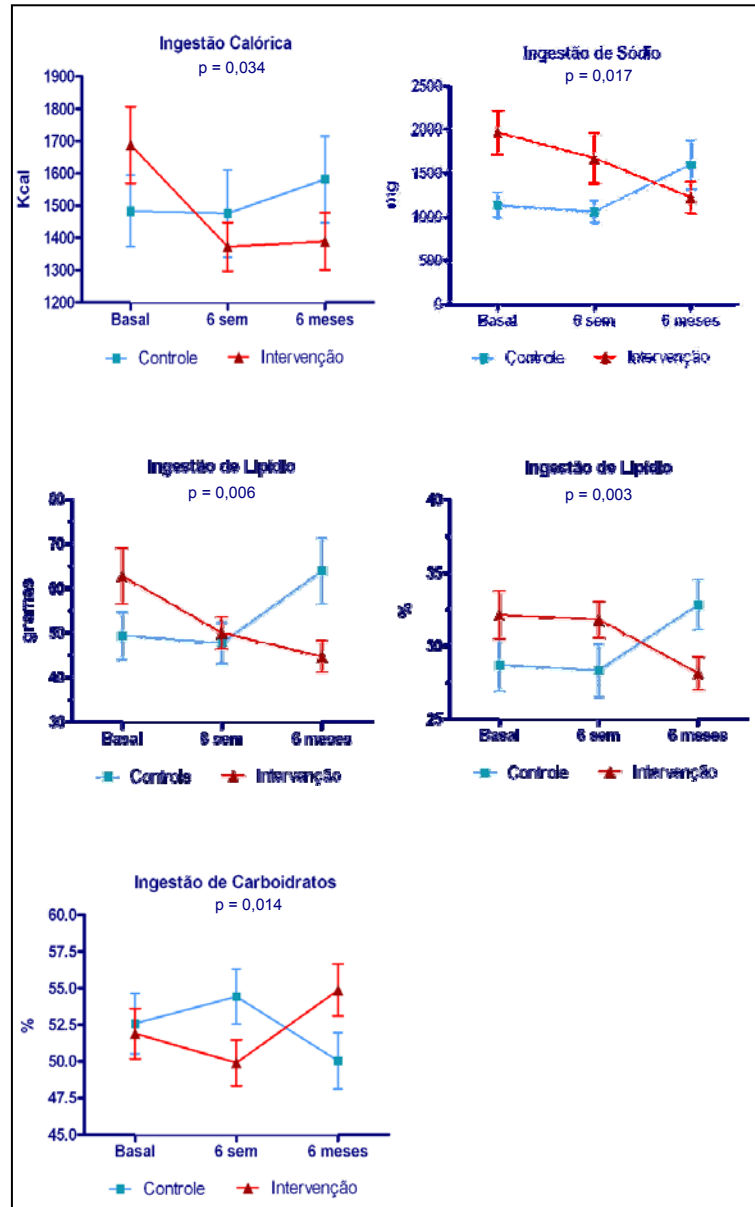 Ingestão Calórica
p = 0,034
Kcal
1900
1800
1700
1600
1500
1400
1300
1200
Basal
6 sem
6 meses
Controle
Intervenção
Ingestão de Sódio
p = 0,017
mg
2500
2000
1500
1000
500
0
Basal
6 sem
6 meses
Controle
Intervenção
Ingestão de Lipídio
p = 0,006
gramas
80
70
60
50
40
30
Basal
6 sem
6 meses
Controle
Intervenção
Ingestão de Lipídio
p = 0,003
%
40
35
30
25
Basal
6 sem
6 meses
Controle
Intervenção
Ingestão de Carboidratos
p = 0,014
%
60.0
57.5
55.0
52.5
50.0
47.5
45.0
Basal
6 sem
6 meses
Controle
Intervenção